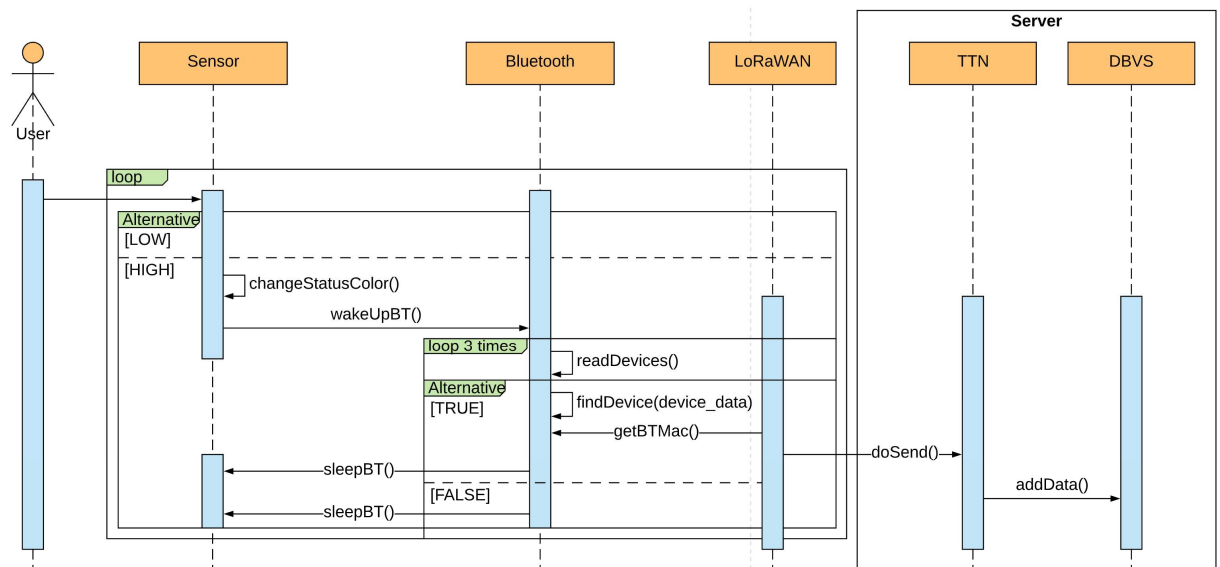 Server
Sensor
Bluetooth
LoRaWAN
TTN
DBVS
User
loop
Alternative
[LOW]
[HIGH]
changeStatusColor()
wakeUpBT()
loop 3 times
readDevices()
Alternative
[TRUE]
findDevice(device_data)
getBTMac()
doSend()
sleepBT()
[FALSE]
addData()
sleepBT()